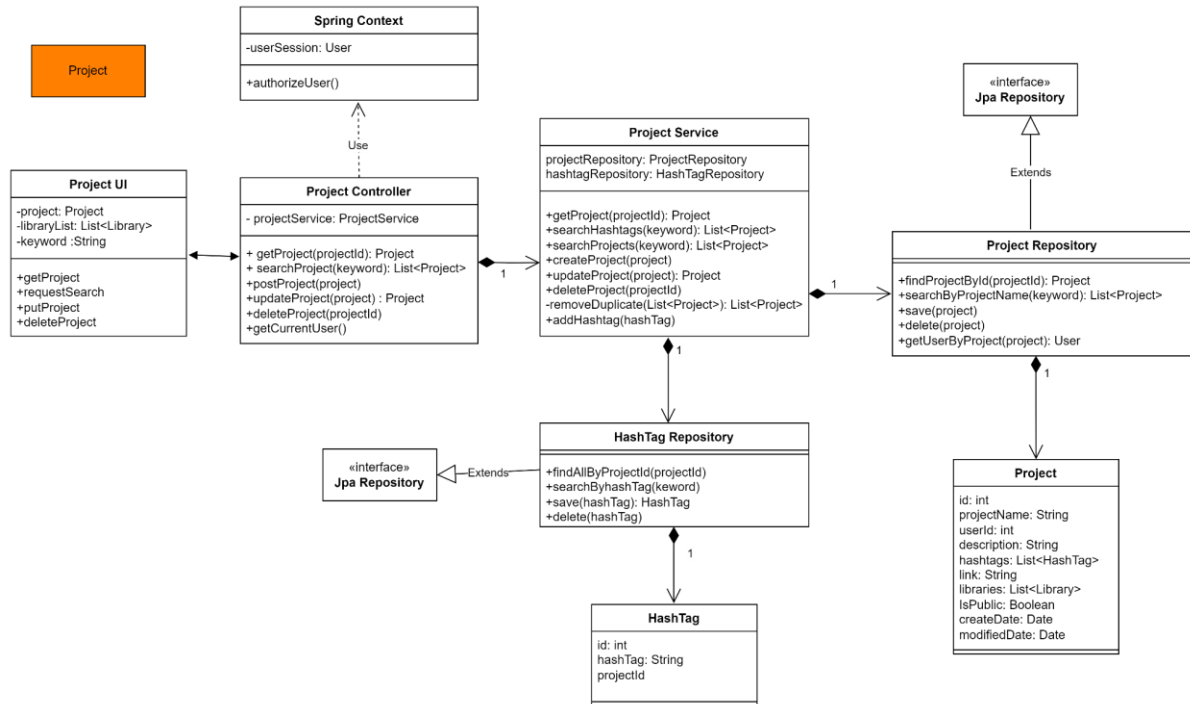 Project
Spring Context
-userSession: User
+authorizeUser()
Use
«interface»
Jpa Repository
Extends
Project UI
-project: Project
-libraryList: List<Library>
-keyword :String
+getProject
+requestSearch
+putProject
+deleteProject
Project Controller
- projectService: ProjectService
+ getProject(projectId): Project
+ searchProject(keyword): List<Project>
+postProject(project)
+updateProject(project) : Project
+deleteProject(projectId)
+getCurrentUser()
1
Project Service
projectRepository: ProjectRepository
hashtagRepository: HashTagRepository
+getProject(projectId): Project
+searchHashtags(keyword): List<Project>
+searchProjects(keyword): List<Project>
+createProject(project)
+updateProject(project): Project
+deleteProject(projectId)
-removeDuplicate(List<Project>): List<Project>
+addHashtag(hashTag)
1
1
Project Repository
+findProjectById(projectId): Project
+searchByProjectName(keyword): List<Project>
+save(project)
+delete(project)
+getUserByProject(project): User
1
«interface»
Jpa Repository
Extends
HashTag Repository
+findAllByProjectId(projectId)
+searchByhashTag(keword)
+save(hashTag): HashTag
+delete(hashTag)
1
HashTag
id: int
hashTag: String
projectId
Project
id: int
projectName: String
userId: int
description: String
hashtags: List<HashTag>
link: String
libraries: List<Library>
IsPublic: Boolean
createDate: Date
modifiedDate: Date